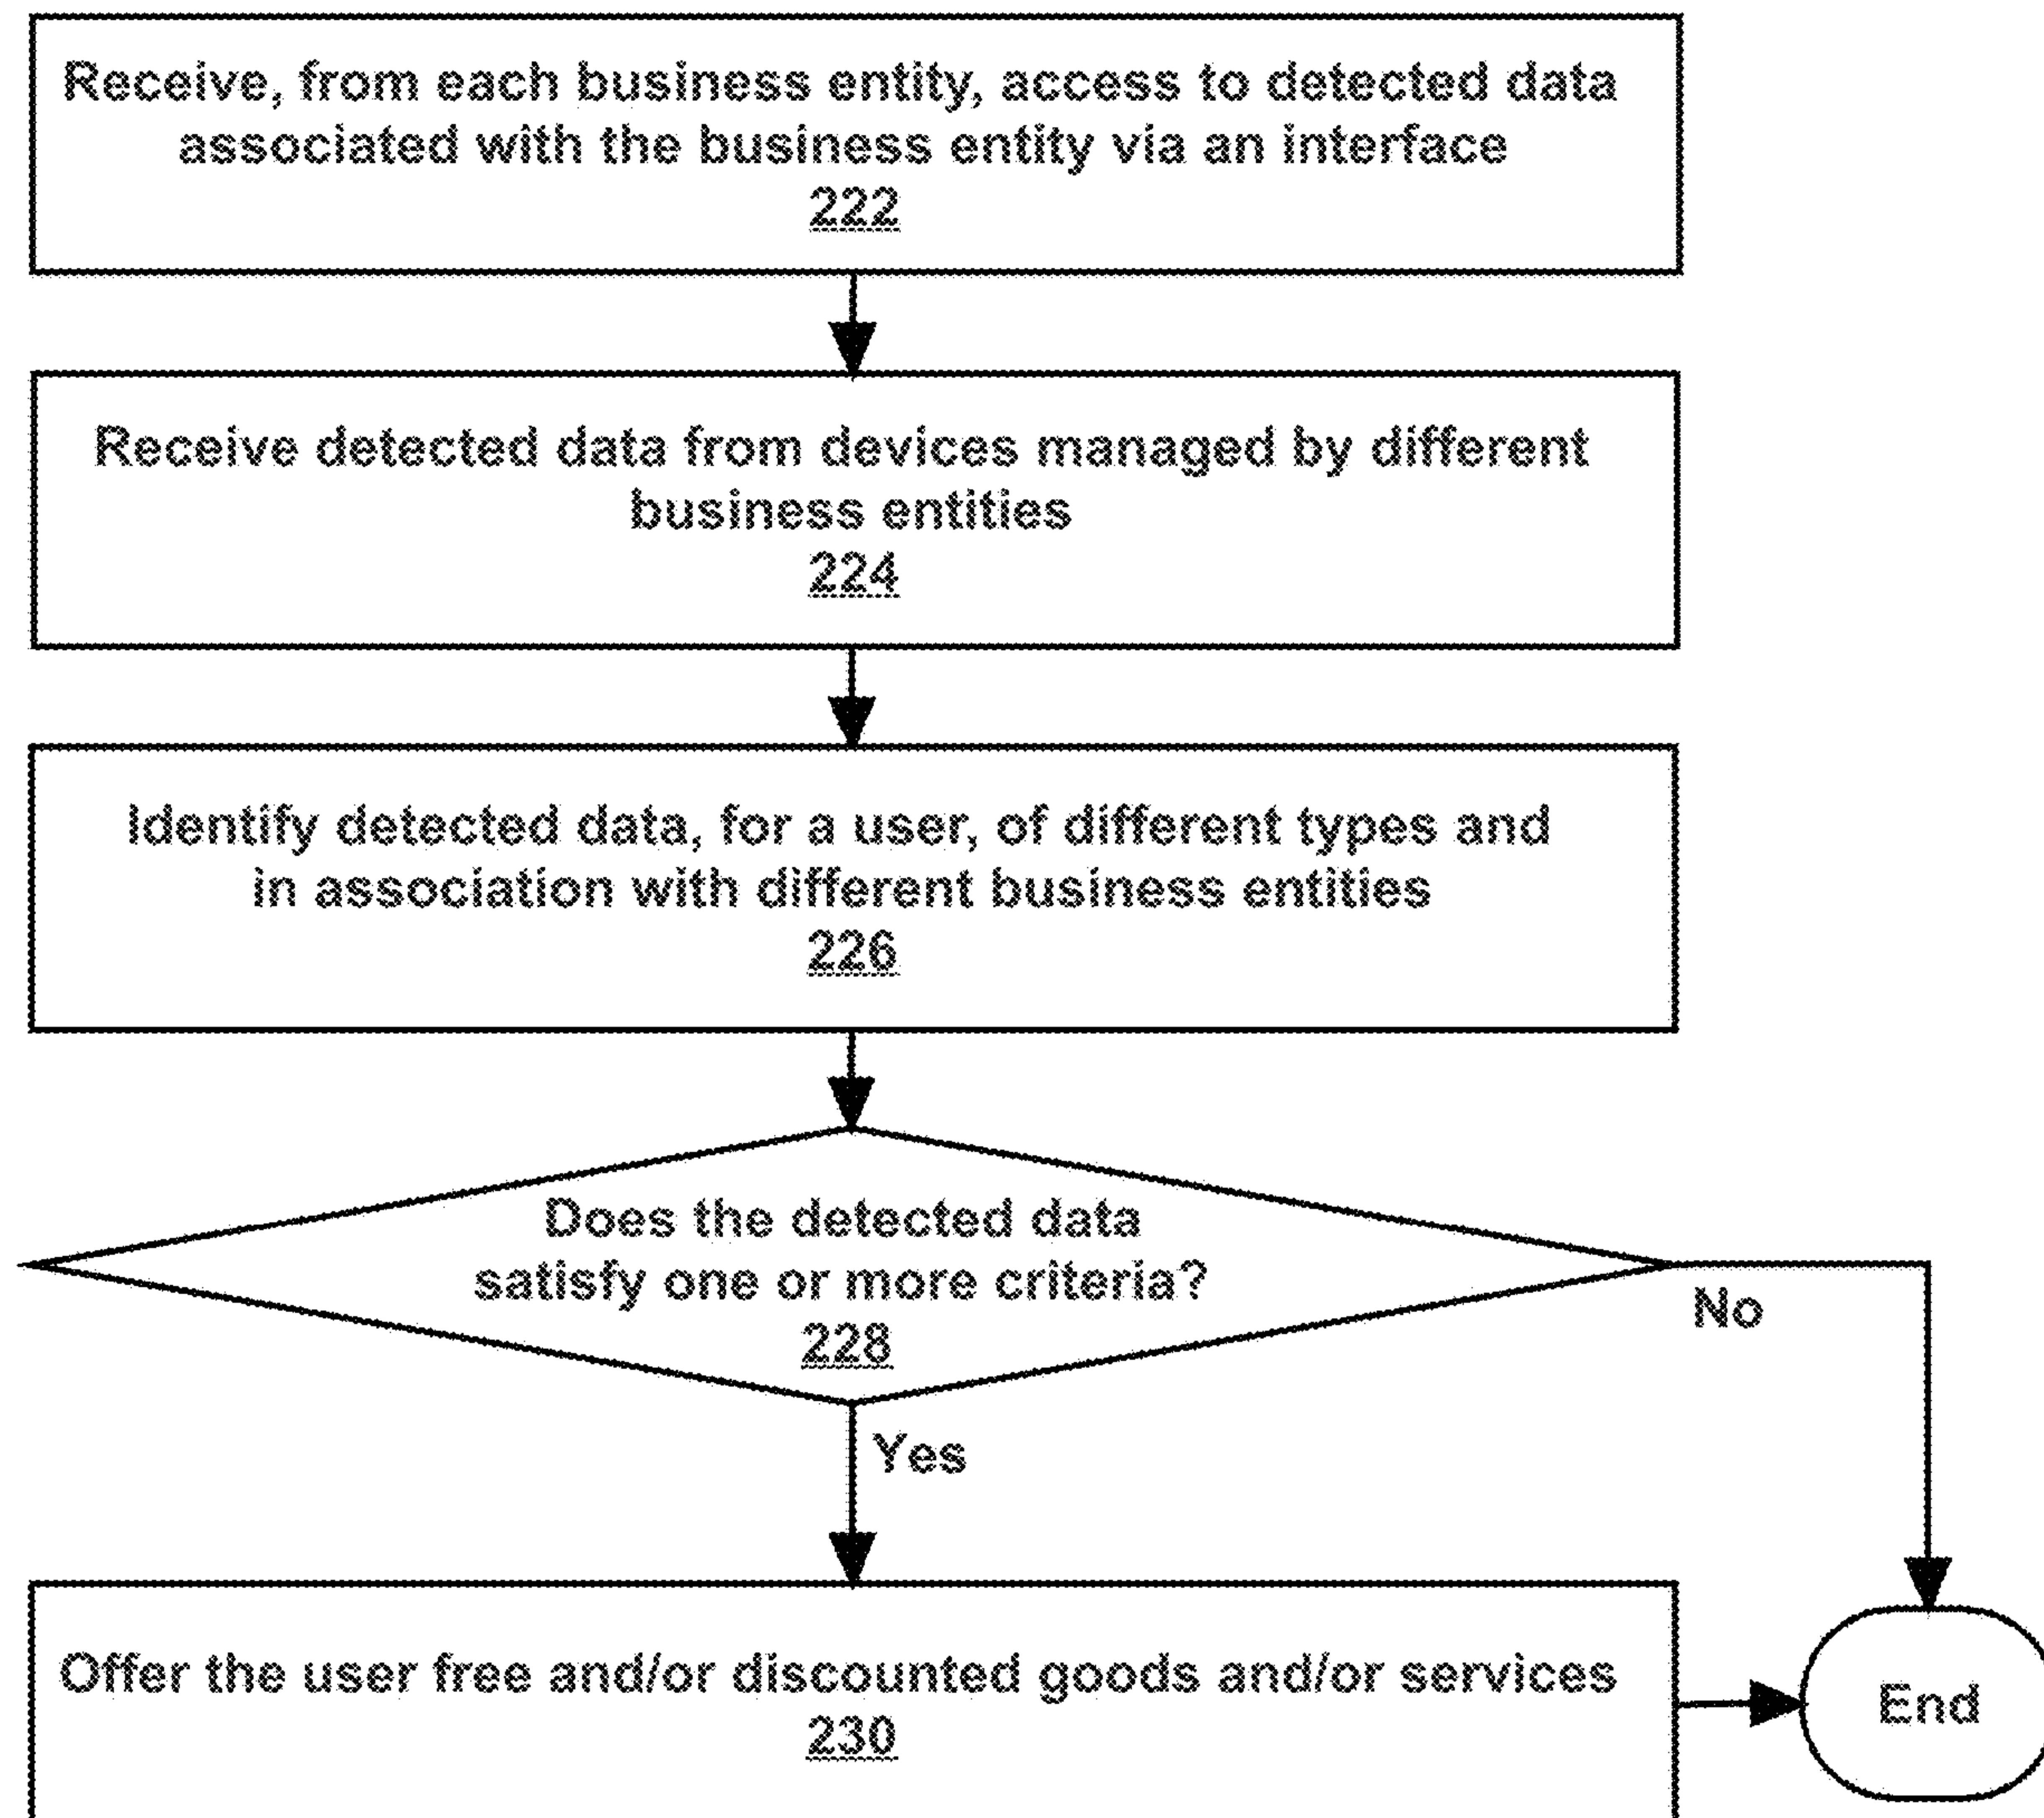 Receive, from each business entity, access to detected data
associated with the business entity via an interface
222
Receive detected data from devices managed by different
business entities
224
Identify detected data, for a user, of different types and
in association with different business entities
226
Does the detected data
satisfy one or more criteria?
228
No
Yes
Offer the user free and/or discounted goods and/or services
230
End